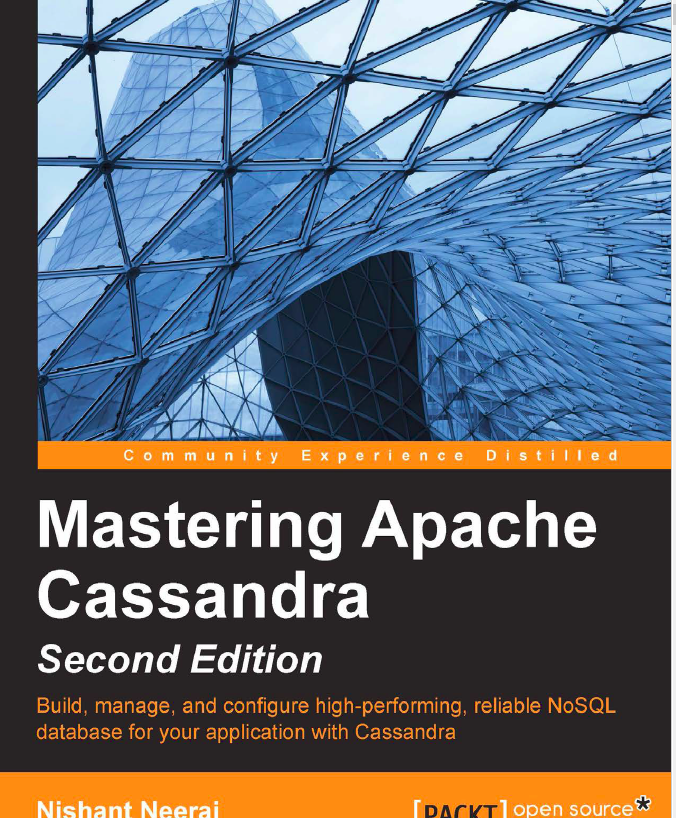 Community Experience Distilled
Mastering Apache
Cassandra
Second Edition
Build, manage, and configure high-performing, reliable NoSQL
database for your application with Cassandra
Nishant Neeraj
[PACKT] open source*